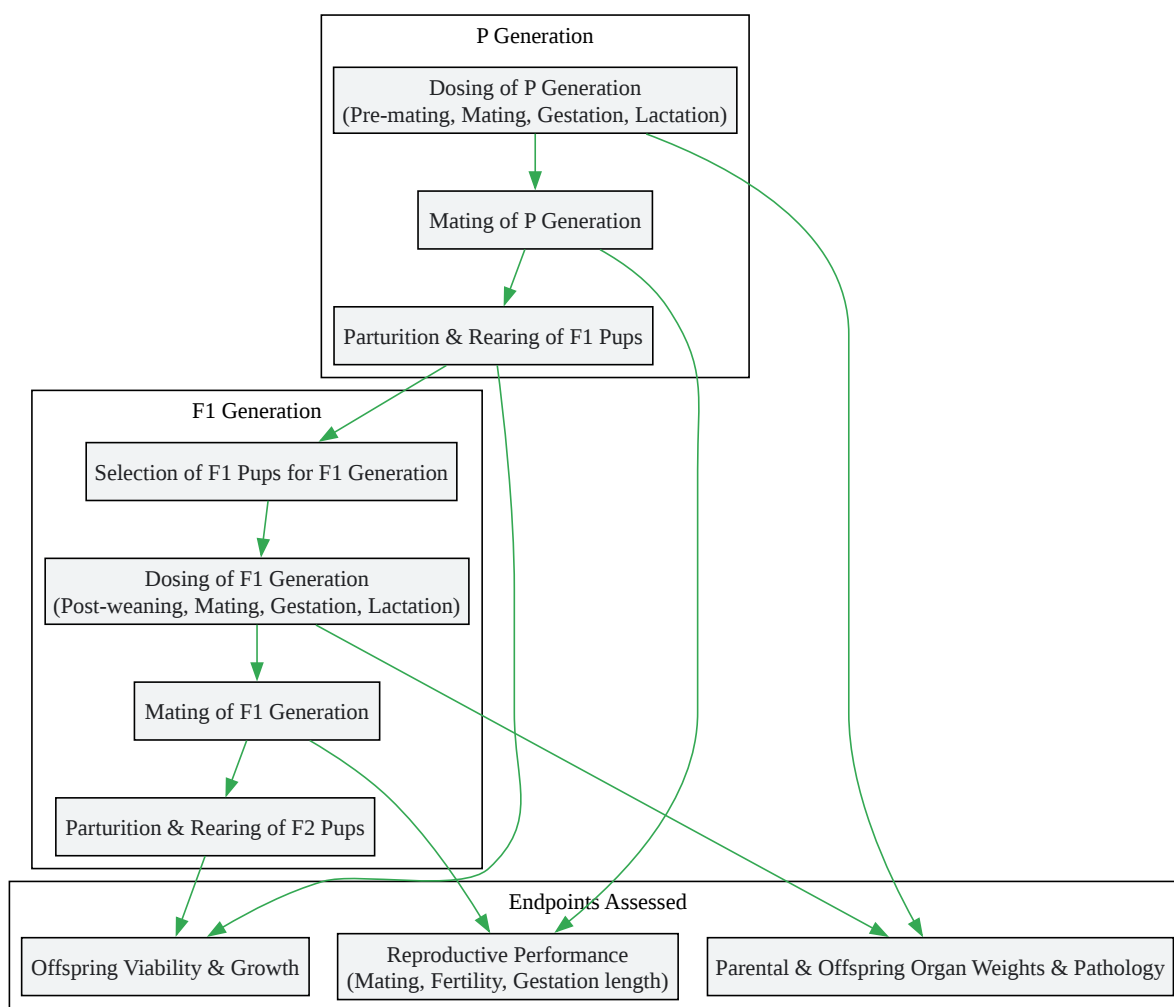 P Generation
Dosing of P Generation
(Pre-mating, Mating, Gestation, Lactation)
Mating of P Generation
Parturition & Rearing of F1 Pups
F1 Generation
Selection of F1 Pups for F1 Generation
Dosing of F1 Generation
(Post-weaning, Mating, Gestation, Lactation)
Mating of F1 Generation
Parturition & Rearing of F2 Pups
Endpoints Assessed
Offspring Viability & Growth
Reproductive Performance
(Mating, Fertility, Gestation length)
Parental & Offspring Organ Weights & Pathology